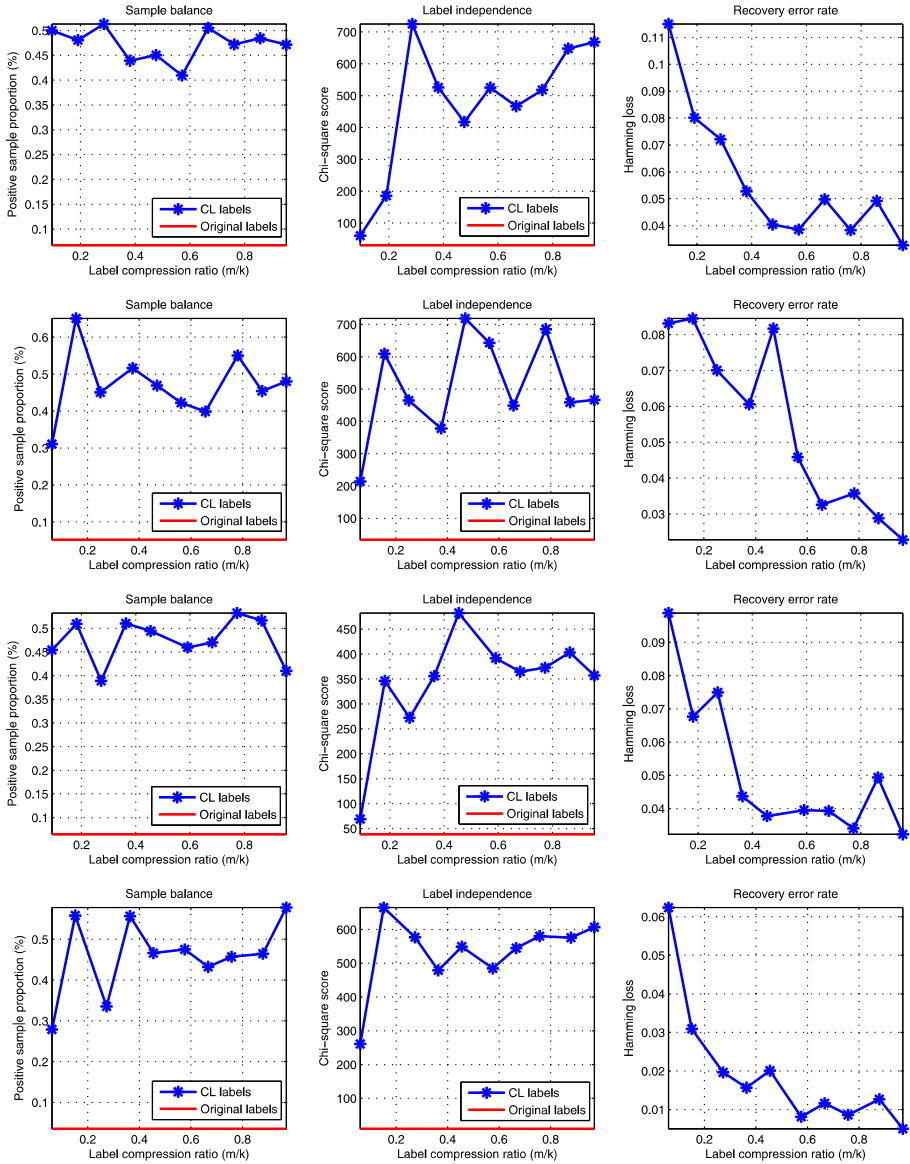 Sample balance
Positive sample proportion (%)
0.5
0.45
0.4
0.35
0.3
0.25
0.2
0.15
0.1
CL labels
Original labels
0.2 0.4 0.6 0.8
Label compression ratio (m/k)
Label independence
Chi-square score
700
600
500
400
300
200
100
CL labels
Original labels
0.2 0.4 0.6 0.8
Label compression ratio (m/k)
Recovery error rate
Hamming loss
0.11
0.1
0.09
0.08
0.07
0.06
0.05
0.04
0.2 0.4 0.6 0.8
Label compression ratio (m/k)
Sample balance
Positive sample proportion (%)
0.6
0.5
0.4
0.3
0.2
0.1
CL labels
Original labels
0.2 0.4 0.6 0.8
Label compression ratio (m/k)
Label independence
Chi-square score
700
600
500
400
300
200
100
CL labels
Original labels
0.2 0.4 0.6 0.8
Label compression ratio (m/k)
Recovery error rate
Hamming loss
0.08
0.07
0.06
0.05
0.04
0.03
0.2 0.4 0.6 0.8
Label compression ratio (m/k)
Sample balance
Positive sample proportion (%)
0.5
0.45
0.4
0.35
0.3
0.25
0.2
0.15
0.1
CL labels
Original labels
0.2 0.4 0.6 0.8
Label compression ratio (m/k)
Label independence
Chi-square score
450
400
350
300
250
200
150
100
50
CL labels
Original labels
0.2 0.4 0.6 0.8
Label compression ratio (m/k)
Recovery error rate
Hamming loss
0.09
0.08
0.07
0.06
0.05
0.04
0.2 0.4 0.6 0.8
Label compression ratio (m/k)
Sample balance
Positive sample proportion (%)
0.5
0.4
0.3
0.2
0.1
CL labels
Original labels
0.2 0.4 0.6 0.8
Label compression ratio (m/k)
Label independence
Chi-square score
600
500
400
300
200
100
CL labels
Original labels
0.2 0.4 0.6 0.8
Label compression ratio (m/k)
Recovery error rate
Hamming loss
0.06
0.05
0.04
0.03
0.02
0.01
0.2 0.4 0.6 0.8
Label compression ratio (m/k)